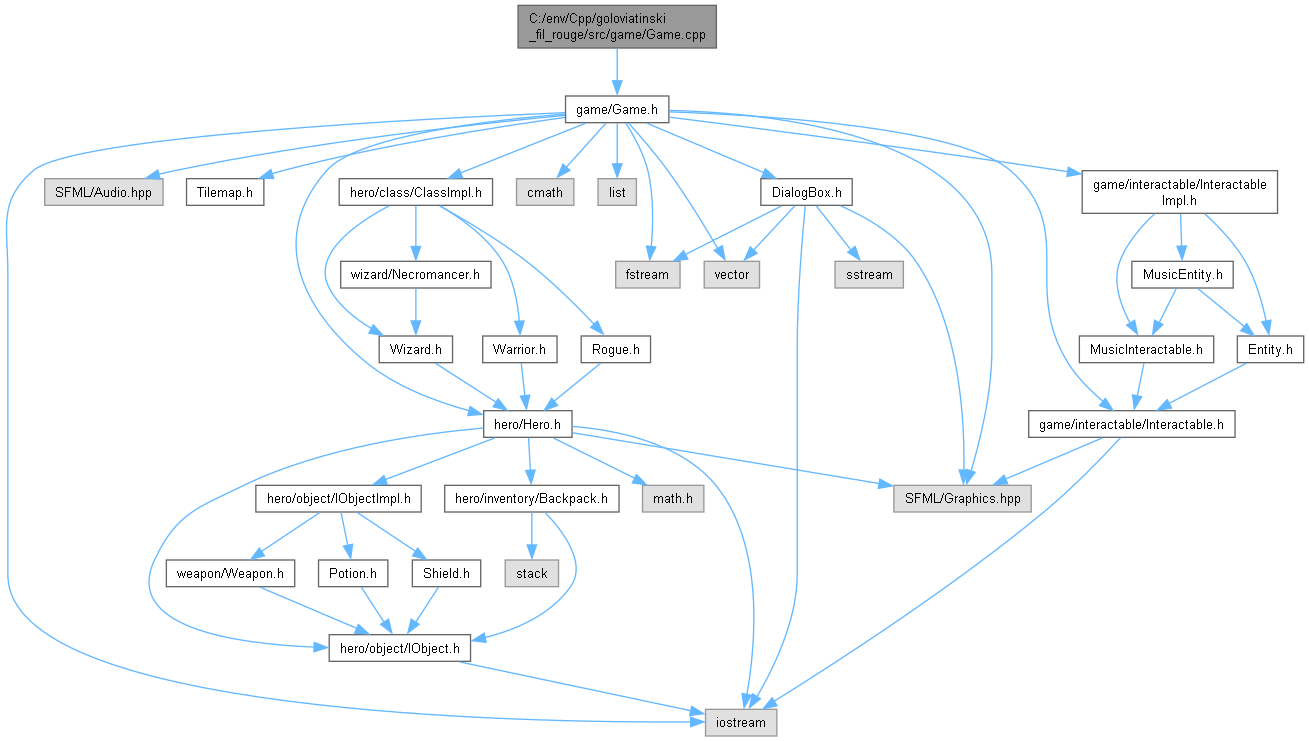 C:/env/Cpp/goloviatinski
_fil_rouge/src/game/Game.cpp
game/Game.h
SFML/Audio.hpp
Tilemap.h
hero/class/ClassImpl.h
cmath
list
DialogBox.h
game/interactable/Interactable
Impl.h
wizard/Necromancer.h
fstream
vector
sstream
MusicEntity.h
Wizard.h
Warrior.h
Rogue.h
MusicInteractable.h
Entity.h
hero/Hero.h
game/interactable/Interactable.h
hero/object/IObjectImpl.h
hero/inventory/Backpack.h
math.h
SFML/Graphics.hpp
weapon/Weapon.h
Potion.h
Shield.h
stack
hero/object/IObject.h
iostream